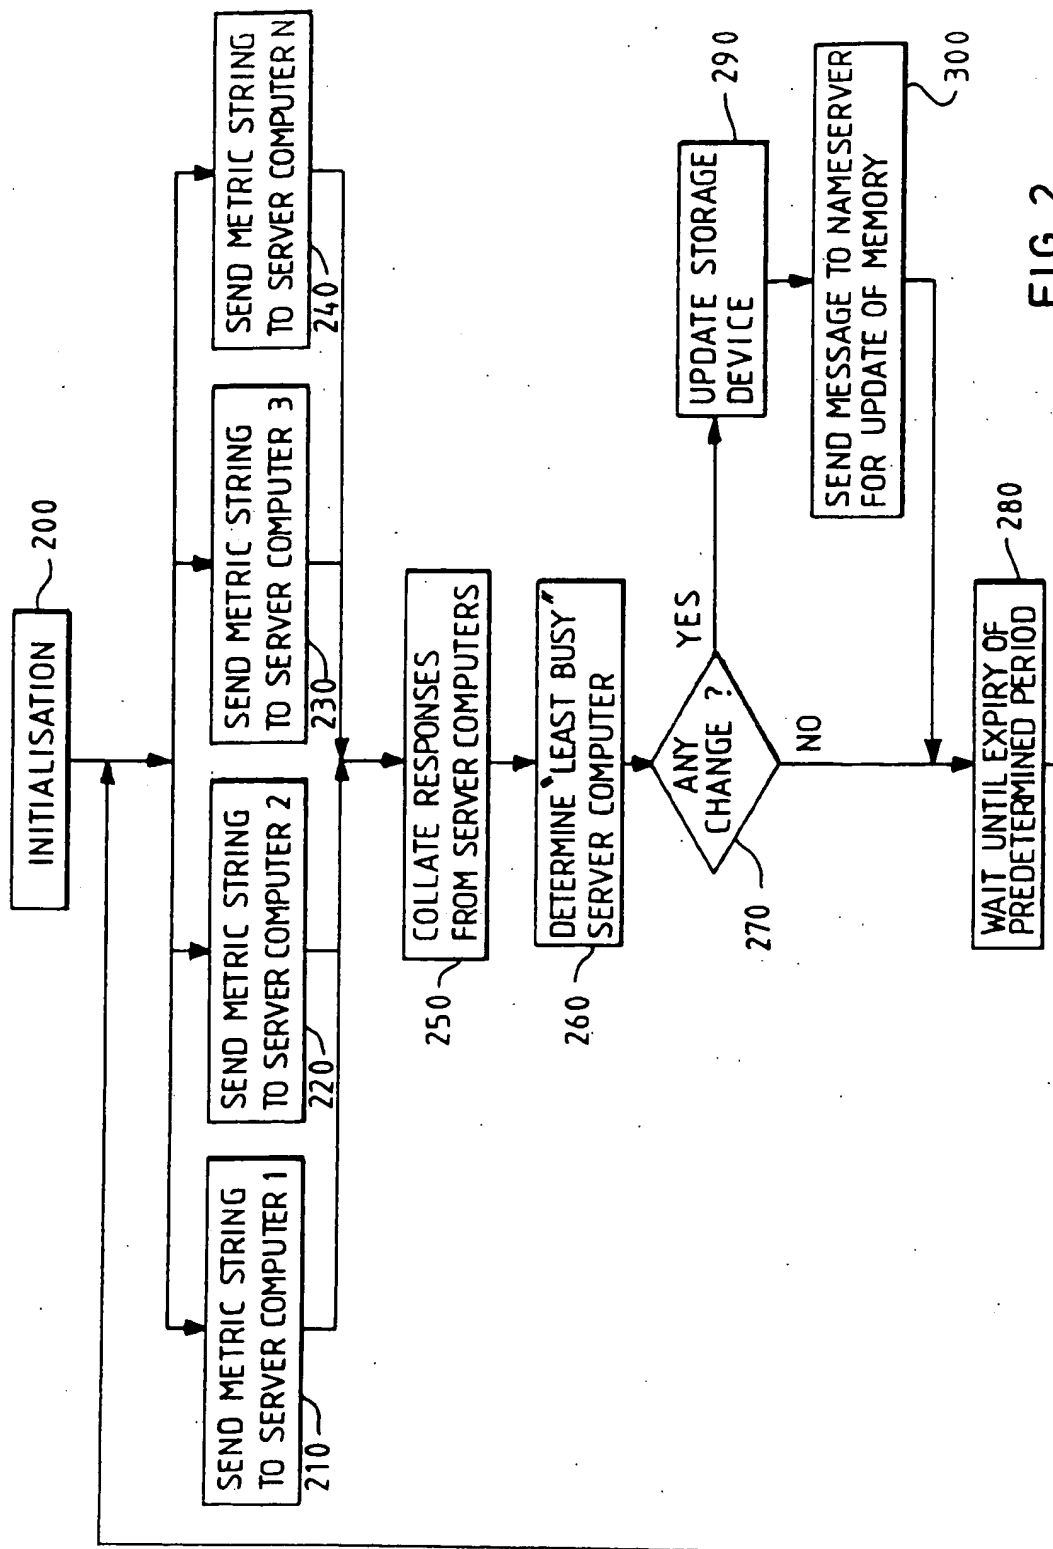 INITIALISATION
200
SEND METRIC STRING
TO SERVER COMPUTER 1
210
SEND METRIC STRING
TO SERVER COMPUTER 2
220
SEND METRIC STRING
TO SERVER COMPUTER 3
230
SEND METRIC STRING
TO SERVER COMPUTER N
240
COLLATE RESPONSES
FROM SERVER COMPUTERS
250
DETERMINE "LEAST BUSY"
SERVER COMPUTER
260
ANY
CHANGE ?
270
YES
NO
UPDATE STORAGE
DEVICE
290
SEND MESSAGE TO NAMESERVER
FOR UPDATE OF MEMORY
300
WAIT UNTIL EXPIRY OF
PREDETERMINED PERIOD
280
FIG. 2